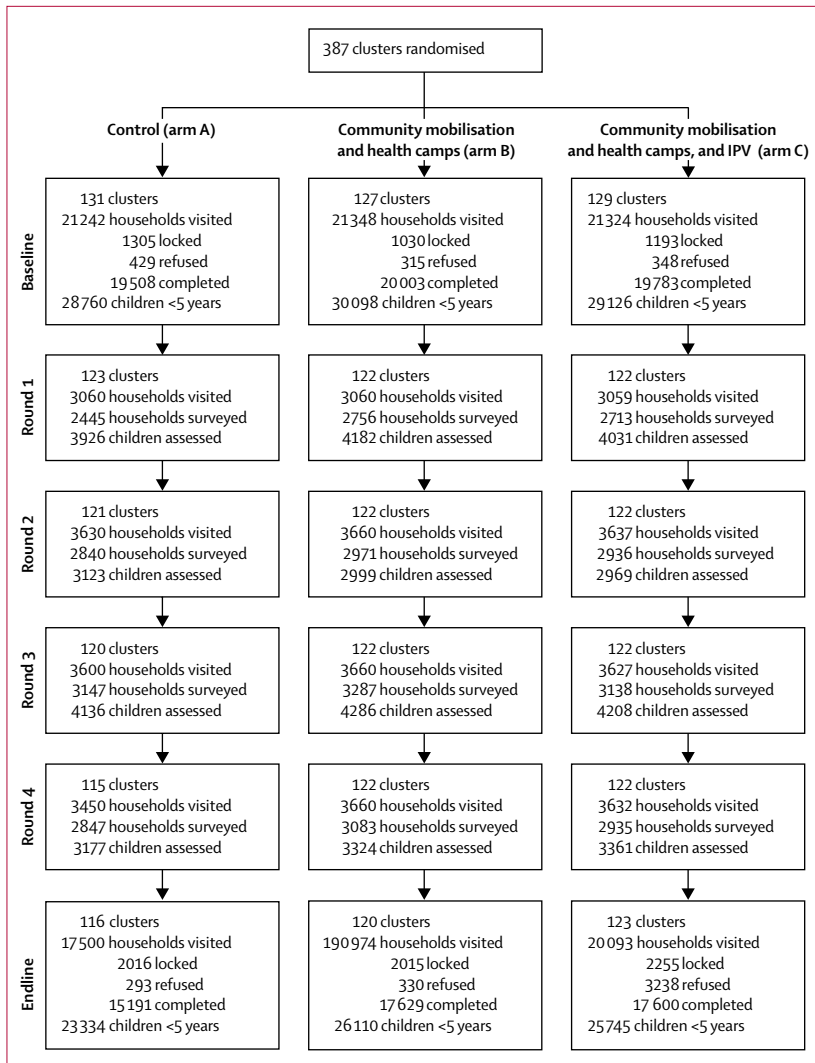 387 clusters randomised
Control (arm A)
Community mobilisation
and health camps (arm B)
Community mobilisation
and health camps, and IPV (arm C)
Baseline
131 clusters
21242 households visited
1305 locked
429 refused
19508 completed
28760 children <5 years
127 clusters
21348 households visited
1030 locked
315 refused
20003 completed
30098 children <5 years
129 clusters
21324 households visited
1193 locked
348 refused
19783 completed
29126 children <5 years
Round 1
123 clusters
3060 households visited
2445 households surveyed
3926 children assessed
122 clusters
3060 households visited
2756 households surveyed
4182 children assessed
122 clusters
3059 households visited
2713 households surveyed
4031 children assessed
Round 2
121 clusters
3630 households visited
2840 households surveyed
3123 children assessed
122 clusters
3660 households visited
2971 households surveyed
2999 children assessed
122 clusters
3637 households visited
2936 households surveyed
2969 children assessed
Round 3
120 clusters
3600 households visited
3147 households surveyed
4136 children assessed
122 clusters
3660 households visited
3287 households surveyed
4286 children assessed
122 clusters
3627 households visited
3138 households surveyed
4208 children assessed
Round 4
115 clusters
3450 households visited
2847 households surveyed
3177 children assessed
122 clusters
3660 households visited
3083 households surveyed
3324 children assessed
122 clusters
3632 households visited
2935 households surveyed
3361 children assessed
Endline
116 clusters
17500 households visited
2016 locked
293 refused
15191 completed
23334 children <5 years
120 clusters
190974 households visited
2015 locked
330 refused
17629 completed
26110 children <5 years
123 clusters
20093 households visited
2255 locked
3238 refused
17600 completed
25745 children <5 years